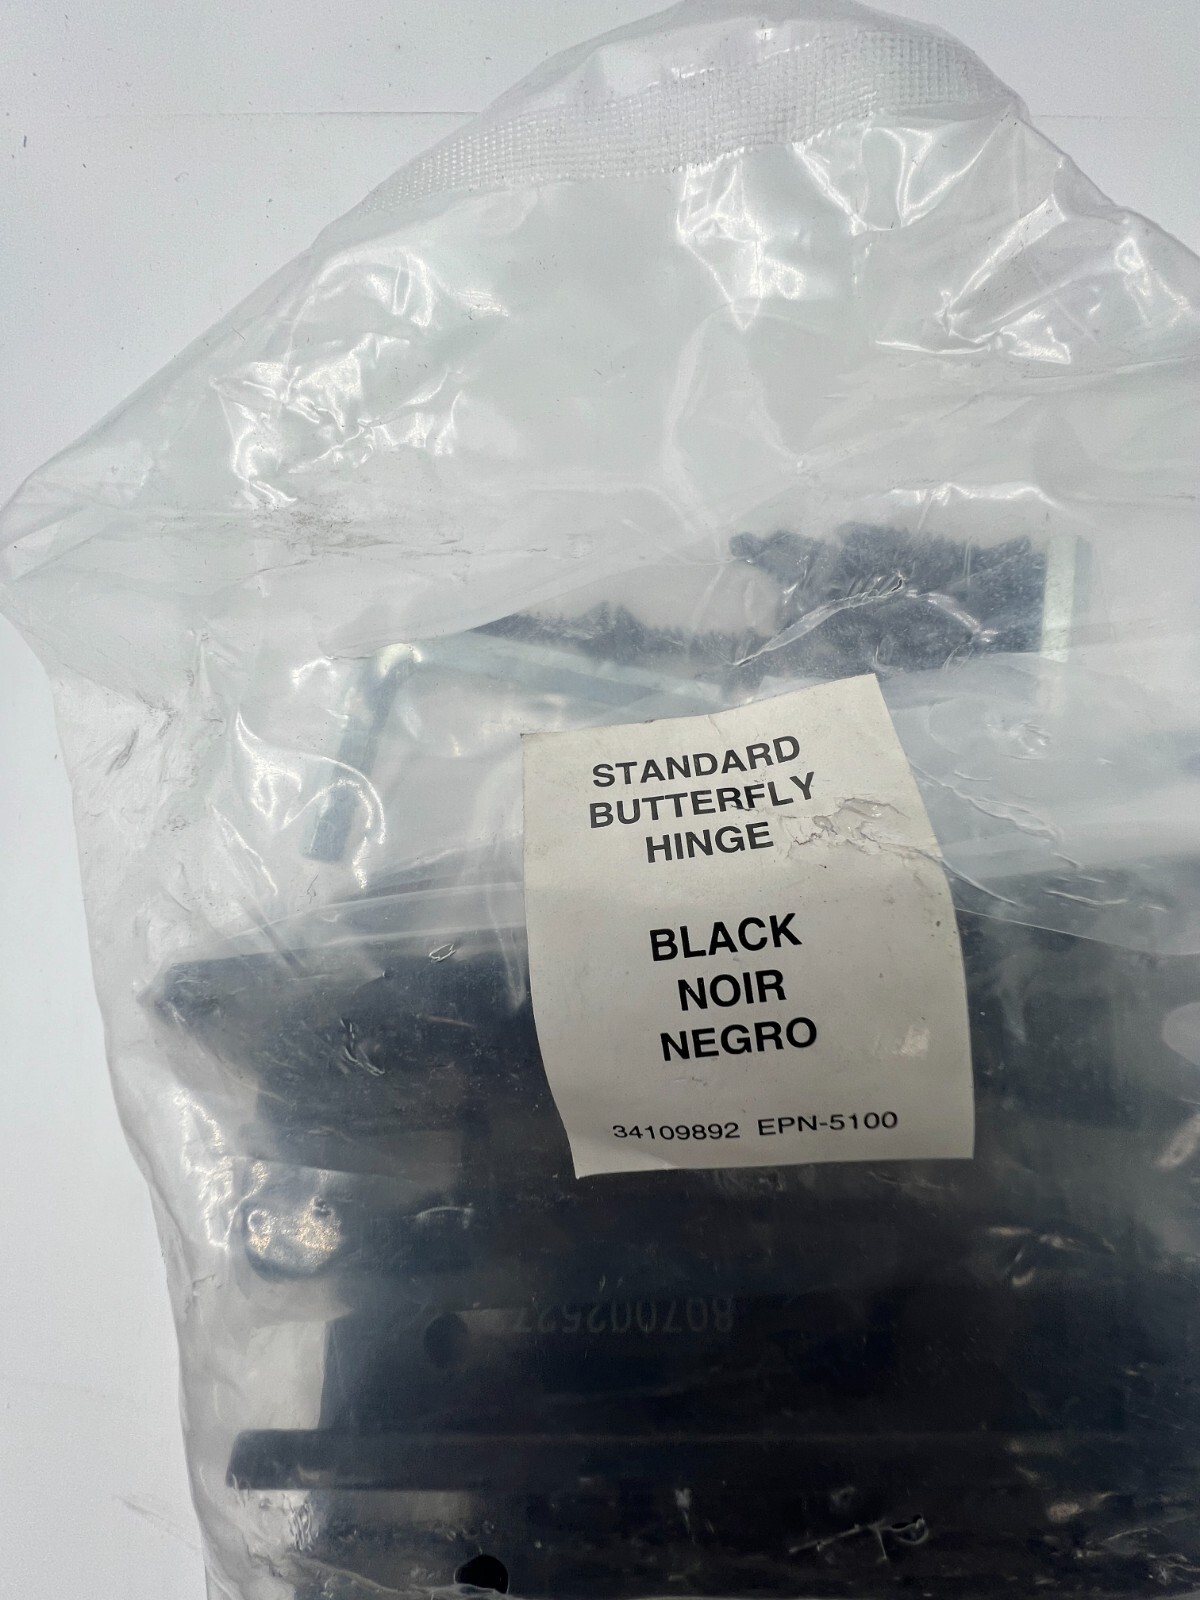 STANDARD
BUTTERFLY
HINGE
BLACK
NOIR
NEGRO
34109892 EPN-5100